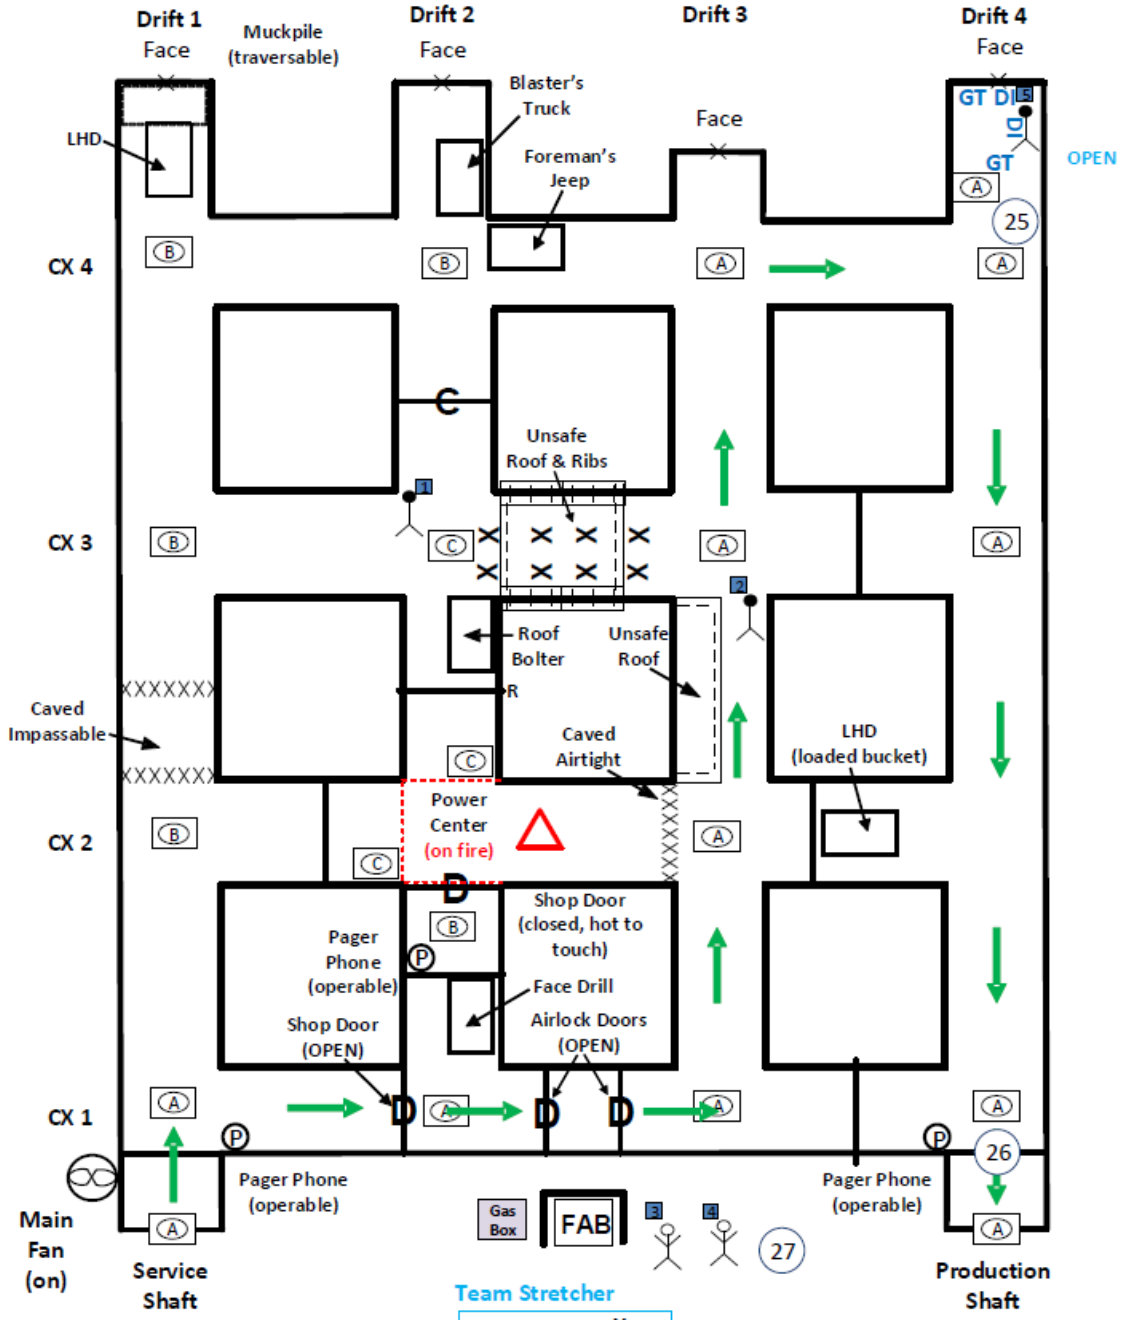 Drift 1
Drift 2
Drift 3
Drift 4
Face
Muckpile
(traversable)
Face
Face
Blaster's
Truck
GT DI
5
DI
GT
LHD
Face
Foreman's
Jeep
OPEN
A
25
CX 4
B
B
A
A
C
Unsafe
Roof & Ribs
1
CX 3
B
C
X X X X
X X X X
A
A
2
Roof
Bolter
Unsafe
Roof
R
XXXXXXX
Caved
Impassable
XXXXXXX
Caved
Airtight
LHD
(loaded bucket)
C
Power
Center
(on fire)
CX 2
B
C
A
D
B
Shop Door
(closed, hot to
touch)
Pager
Phone
(operable)
P
Face Drill
Shop Door
(OPEN)
Airlock Doors
(OPEN)
CX 1
A
D
A
D
D
A
A
P
P
26
Pager Phone
(operable)
Pager Phone
(operable)
Main
Fan
(on)
A
Gas
Box
FAB
3
4
27
A
Service
Shaft
Production
Shaft
Team Stretcher